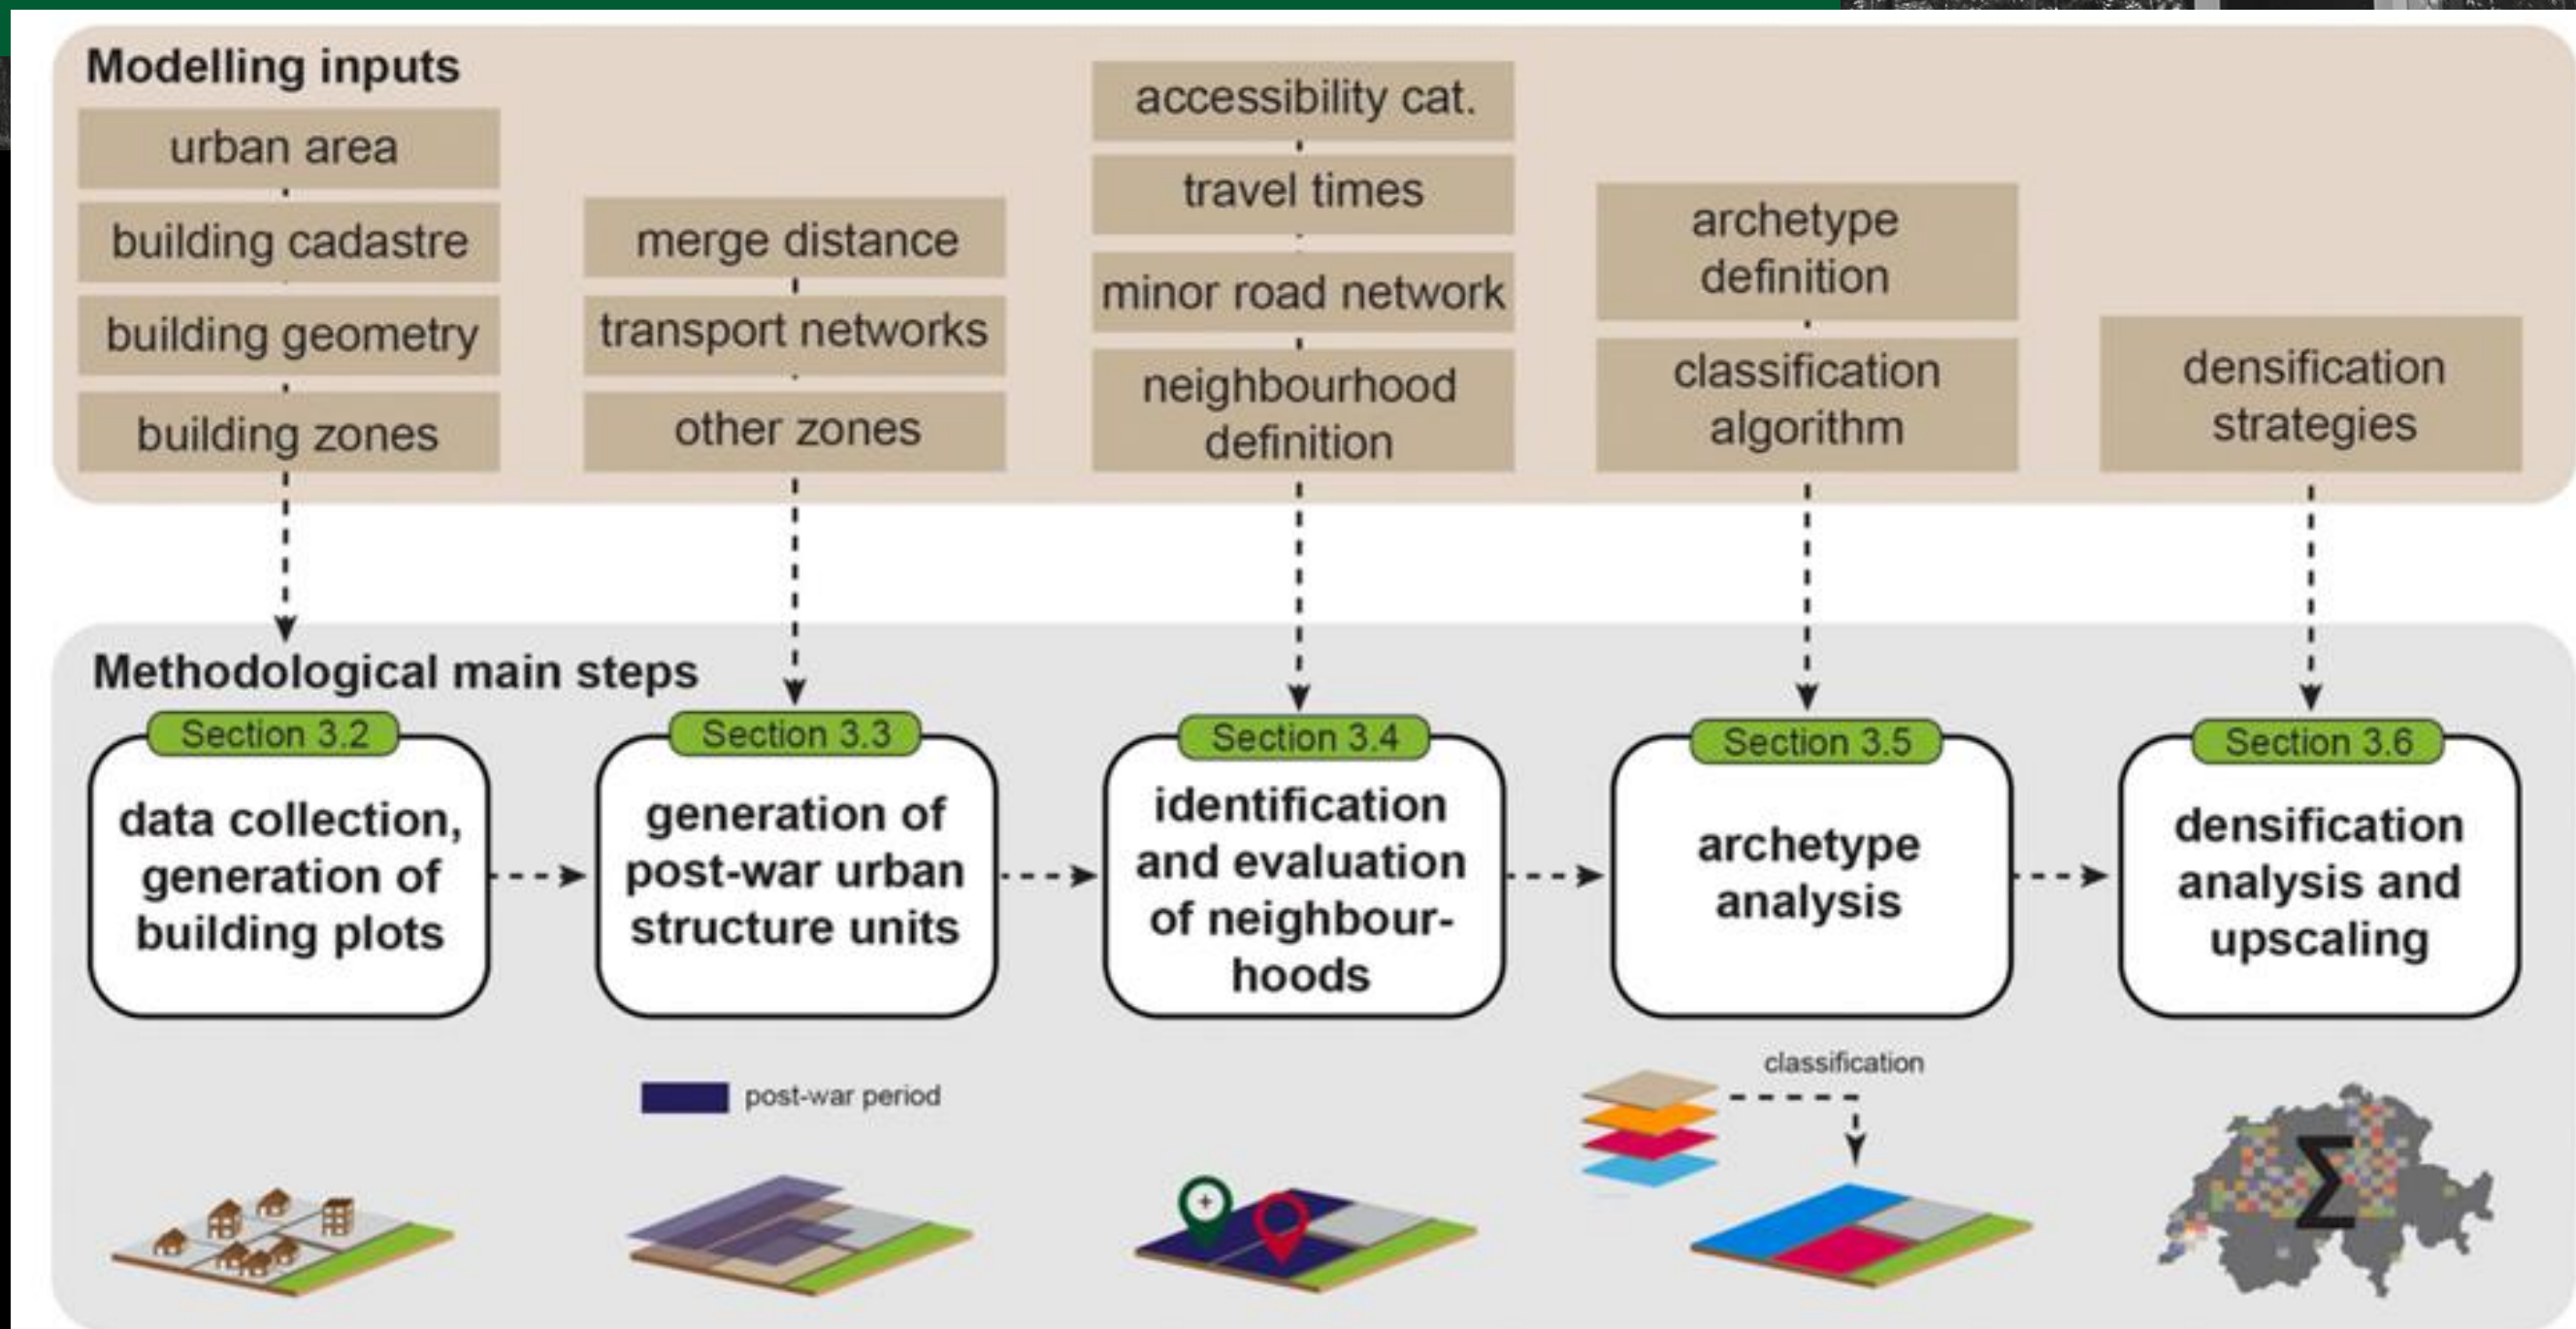 Modelling inputs
urban area
building cadastre
building geometry
building zones
merge distance
transport networks
other zones
accessibility cat.
travel times
minor road network
neighbourhood
definition
archetype
definition
classification
algorithm
densification
strategies
Methodological main steps
Section 3.2
data collection,
generation of
building plots
Section 3.3
generation of
post-war urban
structure units
Section 3.4
identification
and evaluation
of neighbour-
hoods
Section 3.5
archetype
analysis
Section 3.6
densification
analysis and
upscaling
post-war period
+
classification
Σ